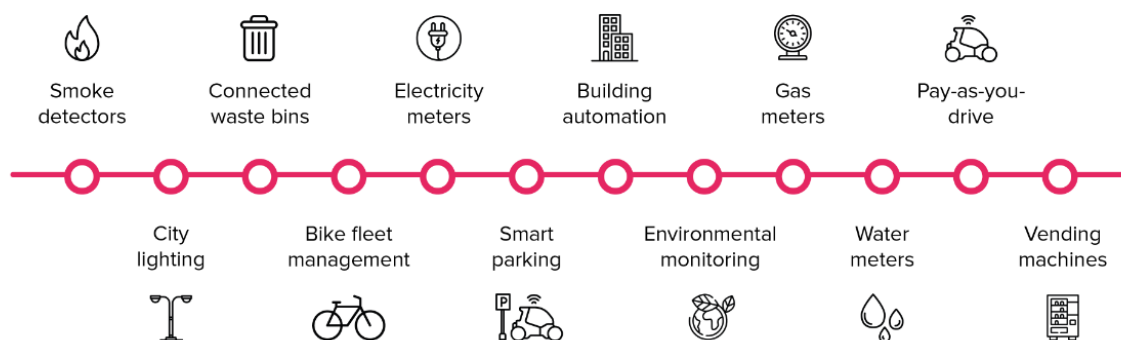 Smoke
detectors
Connected
waste bins
Electricity
meters
Building
automation
Gas
meters
Pay-as-you-
drive
City
lighting
Bike fleet
management
Smart
parking
Environmental
monitoring
Water
meters
Vending
machines
P